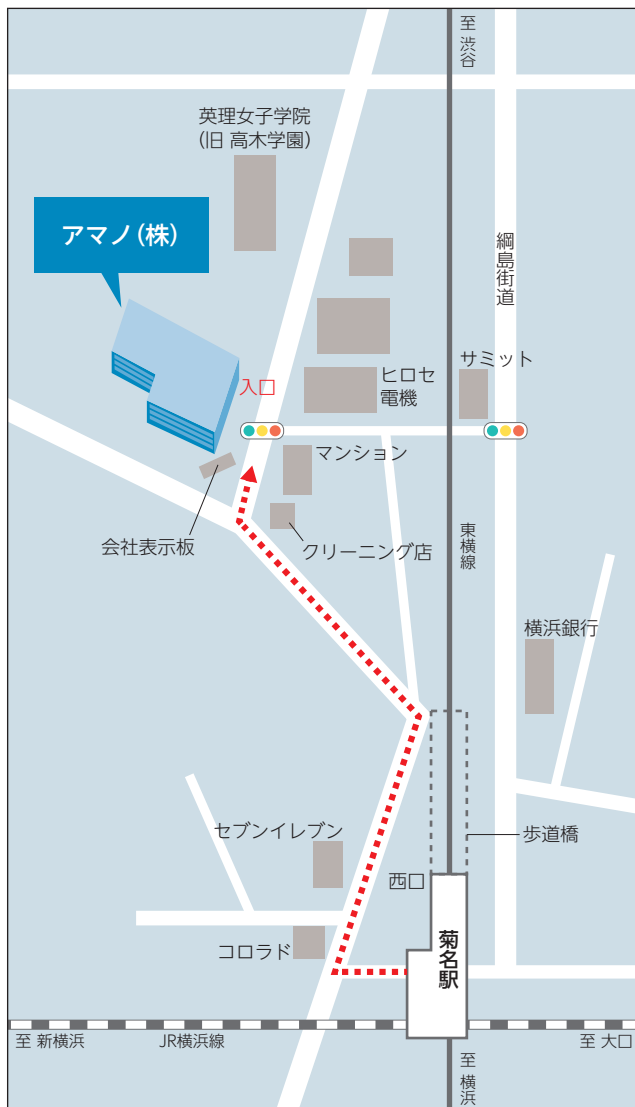 至 渋谷
英理女子学院
(旧 高木学園)
アマノ(株)
綱島街道
サミット
ヒロセ
電機
入口
マンション
会社表示板
クリーニング店
東横線
横浜銀行
セブンイレブン
歩道橋
西口
菊名駅
コロラド
至 新横浜
JR横浜線
至 大口
至 横浜